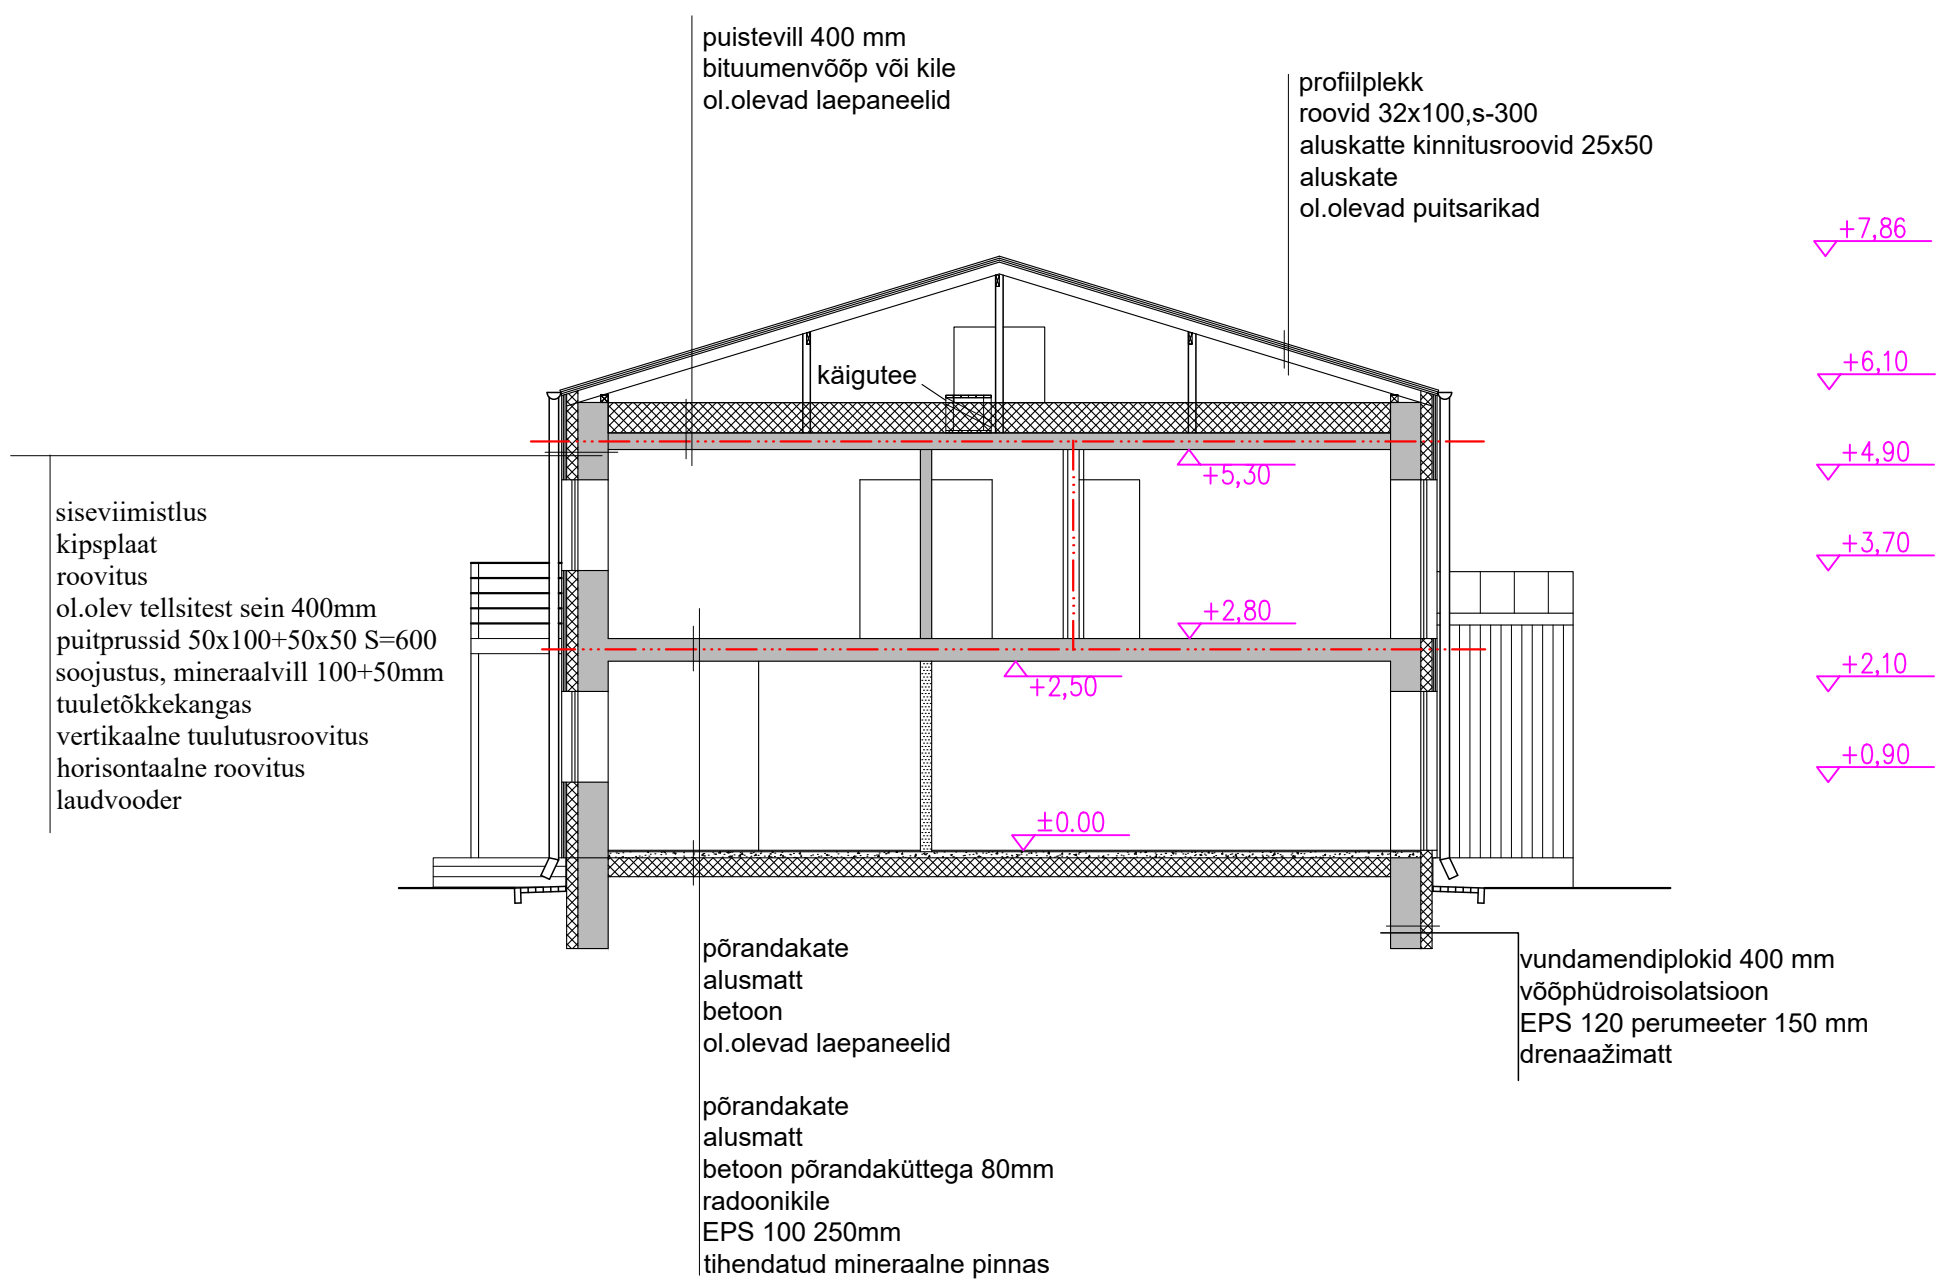 puistevill 400 mm
bituumenvööp või kile
ol.olevad laepaneelid
profiilplekk
roovid 32x100,s-300
aluskatte kinnitusroovid 25x50
aluskate
ol.olevad puitsarikad
+7,86
+6,10
+4,90
+3,70
+2,10
+0,90
käigutee
+5,30
+2,80
+2,50
±0.00
siseviimistlus
kipsplaat
roovitus
ol.olev tellsitest sein 400mm
puitprussid 50x100+50x50 S=600
soojustus, mineraalvill 100+50mm
tuuletõkkekangas
vertikaalne tuulutusroovitus
horisontaalne roovitus
laudvooder
põrandakate
alusmatt
betoon
ol.olevad laepaneelid
põrandakate
alusmatt
betoon põrandaküttega 80mm
radoonikile
EPS 100 250mm
tihendatud mineraalne pinnas
vundamendiplokid 400 mm
võõphüdroisolatsioon
EPS 120 perumeeter 150 mm
drenaažimatt